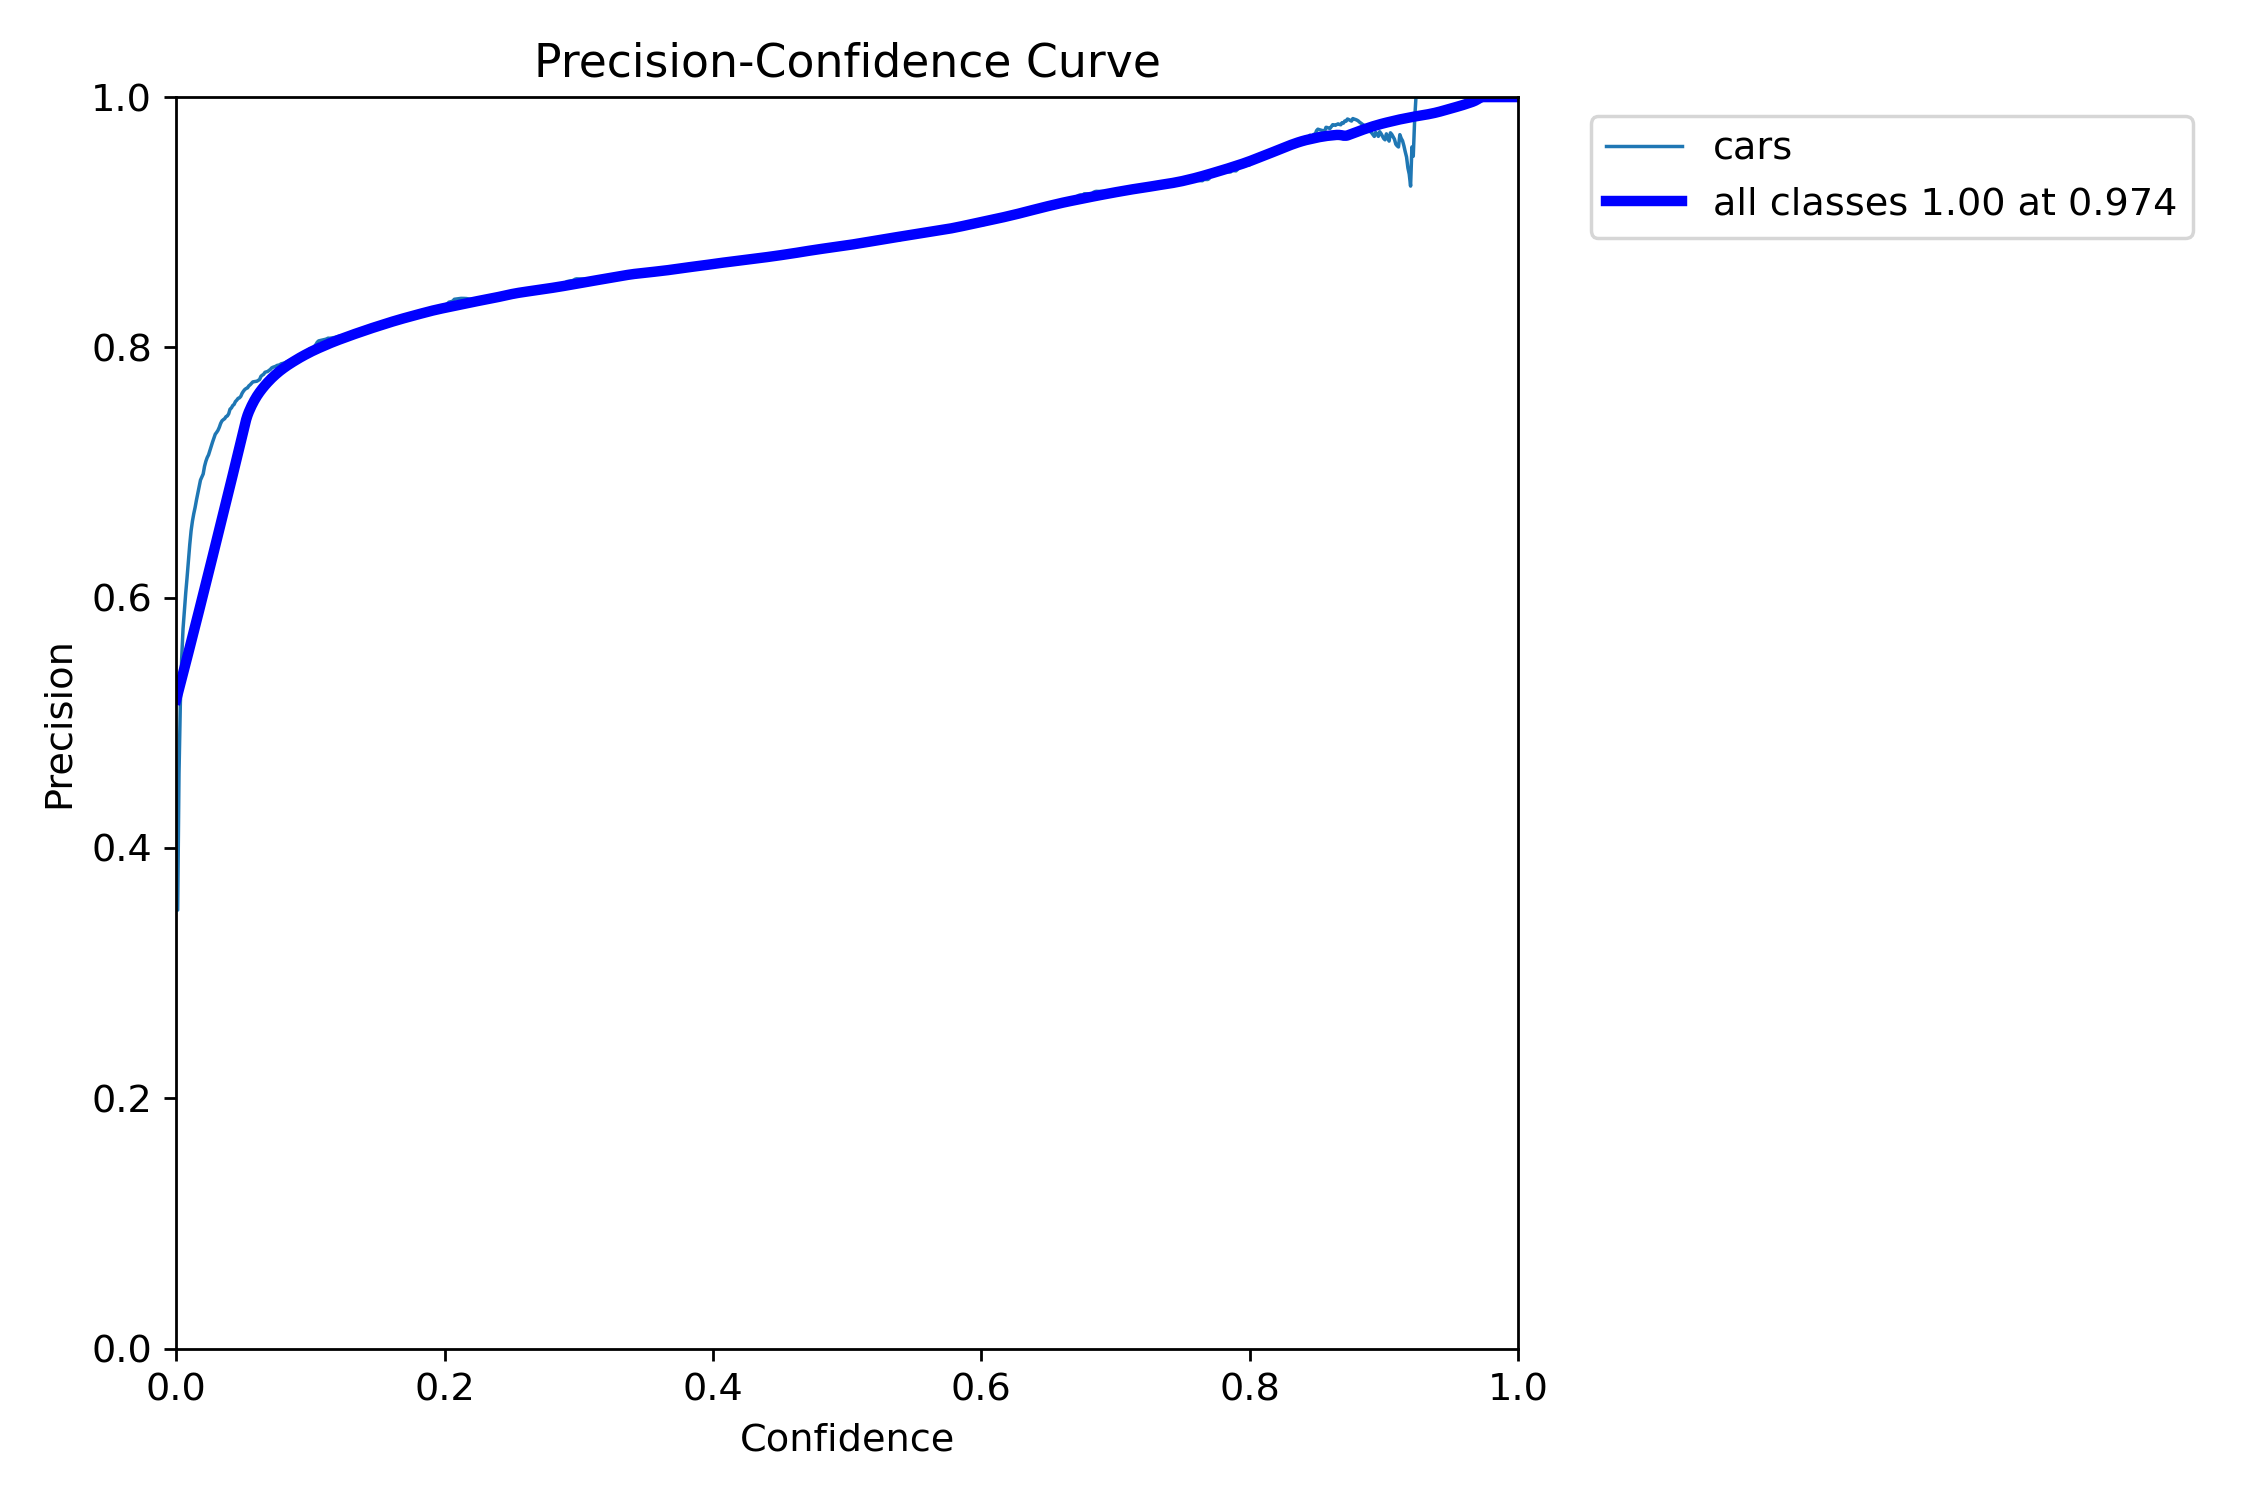 Precision-Confidence Curve
1.0
0.8
0.6
0.4
0.2
0.0
Precision
0.0 0.2 0.4 0.6 0.8 1.0
Confidence
cars
all classes 1.00 at 0.974